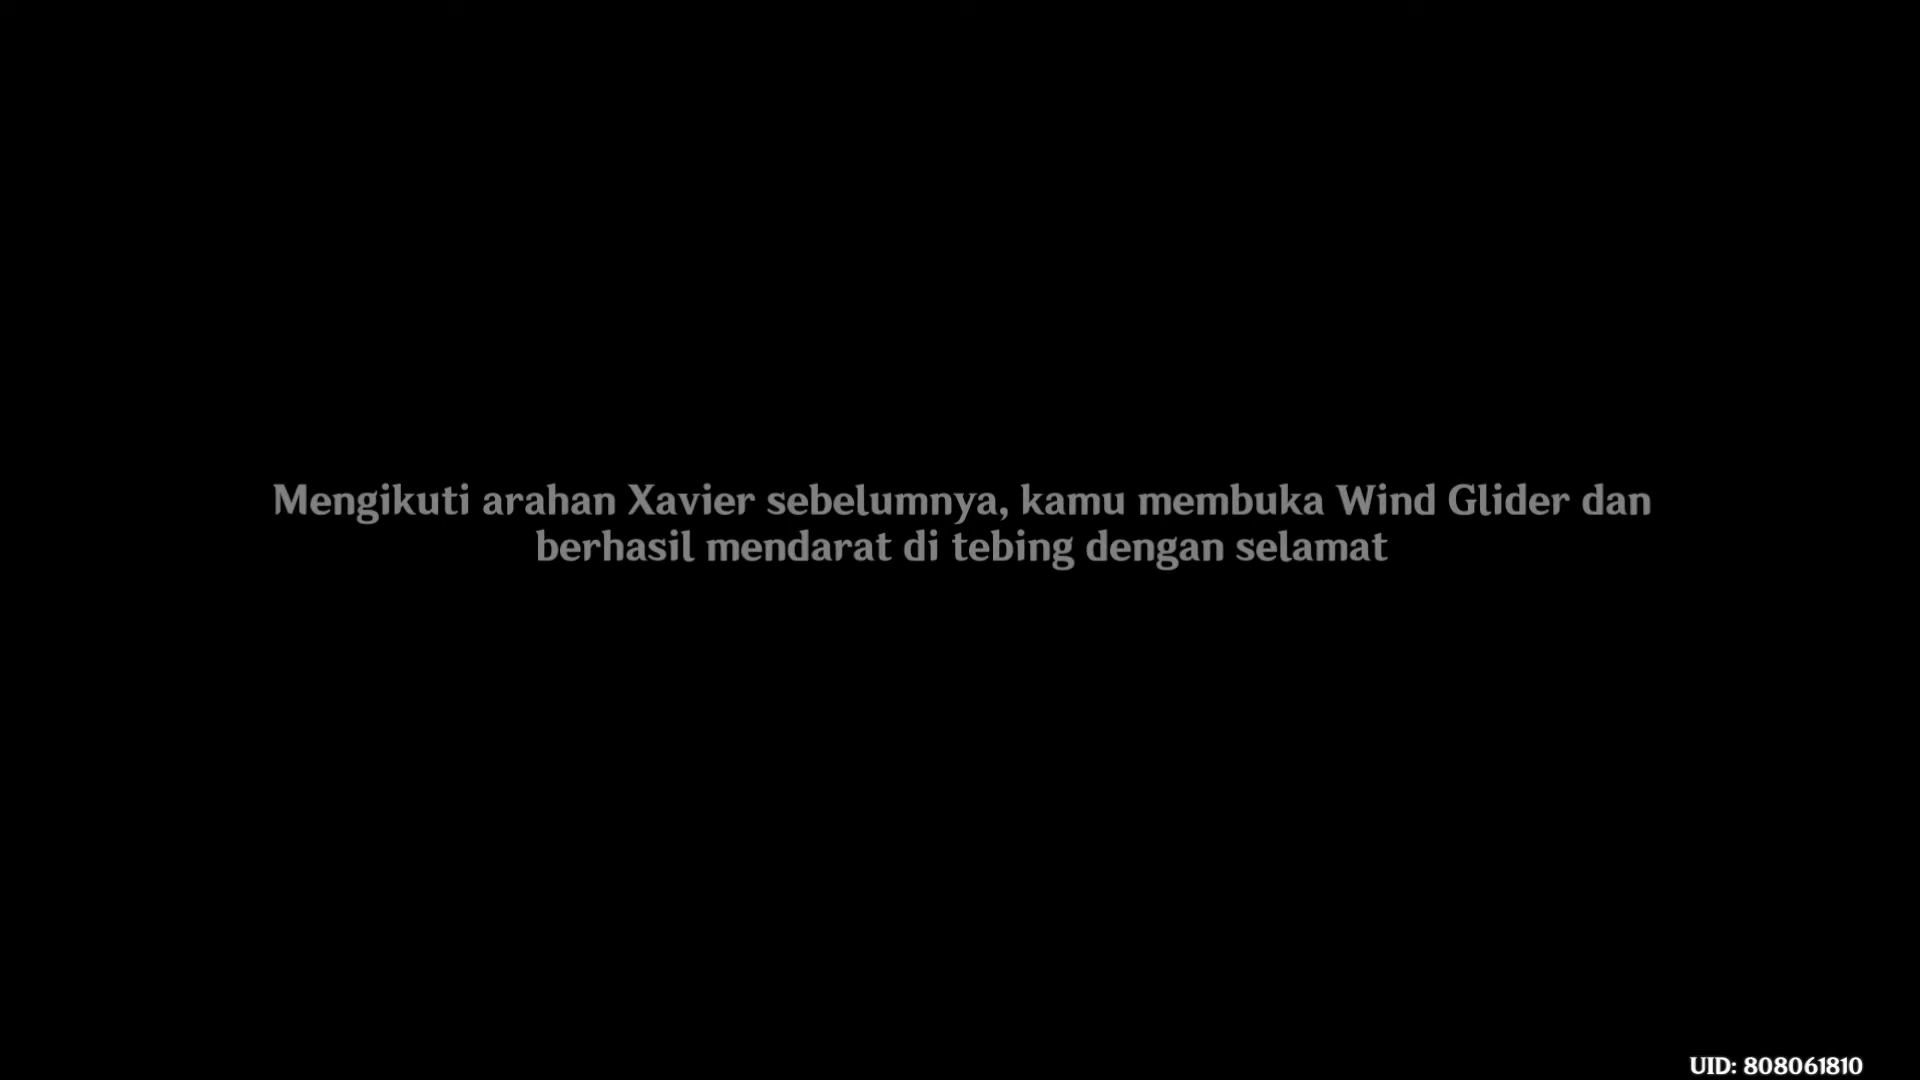 Mengikuti arahan Xavier sebelumnya, kamu membuka Wind Glider dan
berhasil mendarat di tebing dengan selamat
UID: 808061810